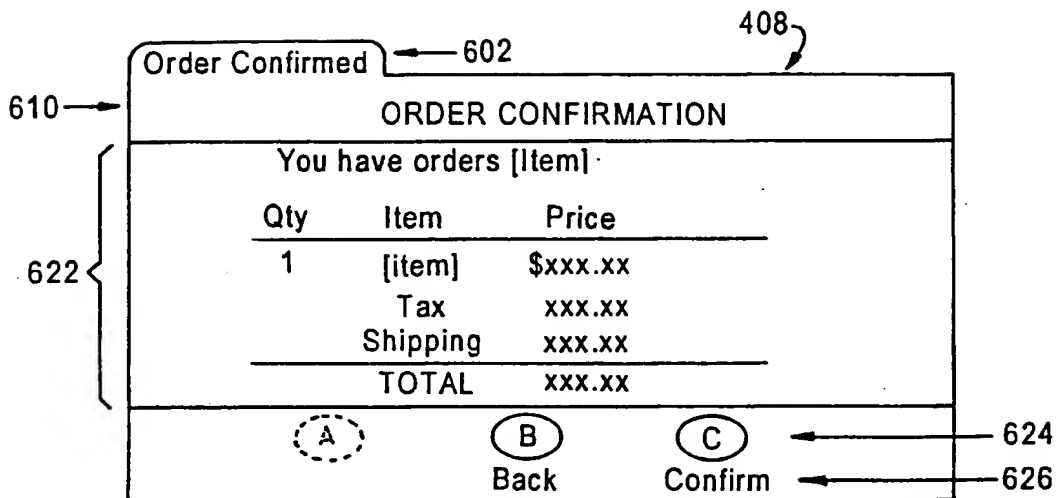 408
Order Confirmed 602
610 ORDER CONFIRMATION
You have orders [Item]
Qty Item Price
1 [item] $xxx.xx
622
Tax xxx.xx
Shipping xxx.xx
TOTAL xxx.xx
A B C 624
Back Confirm 626